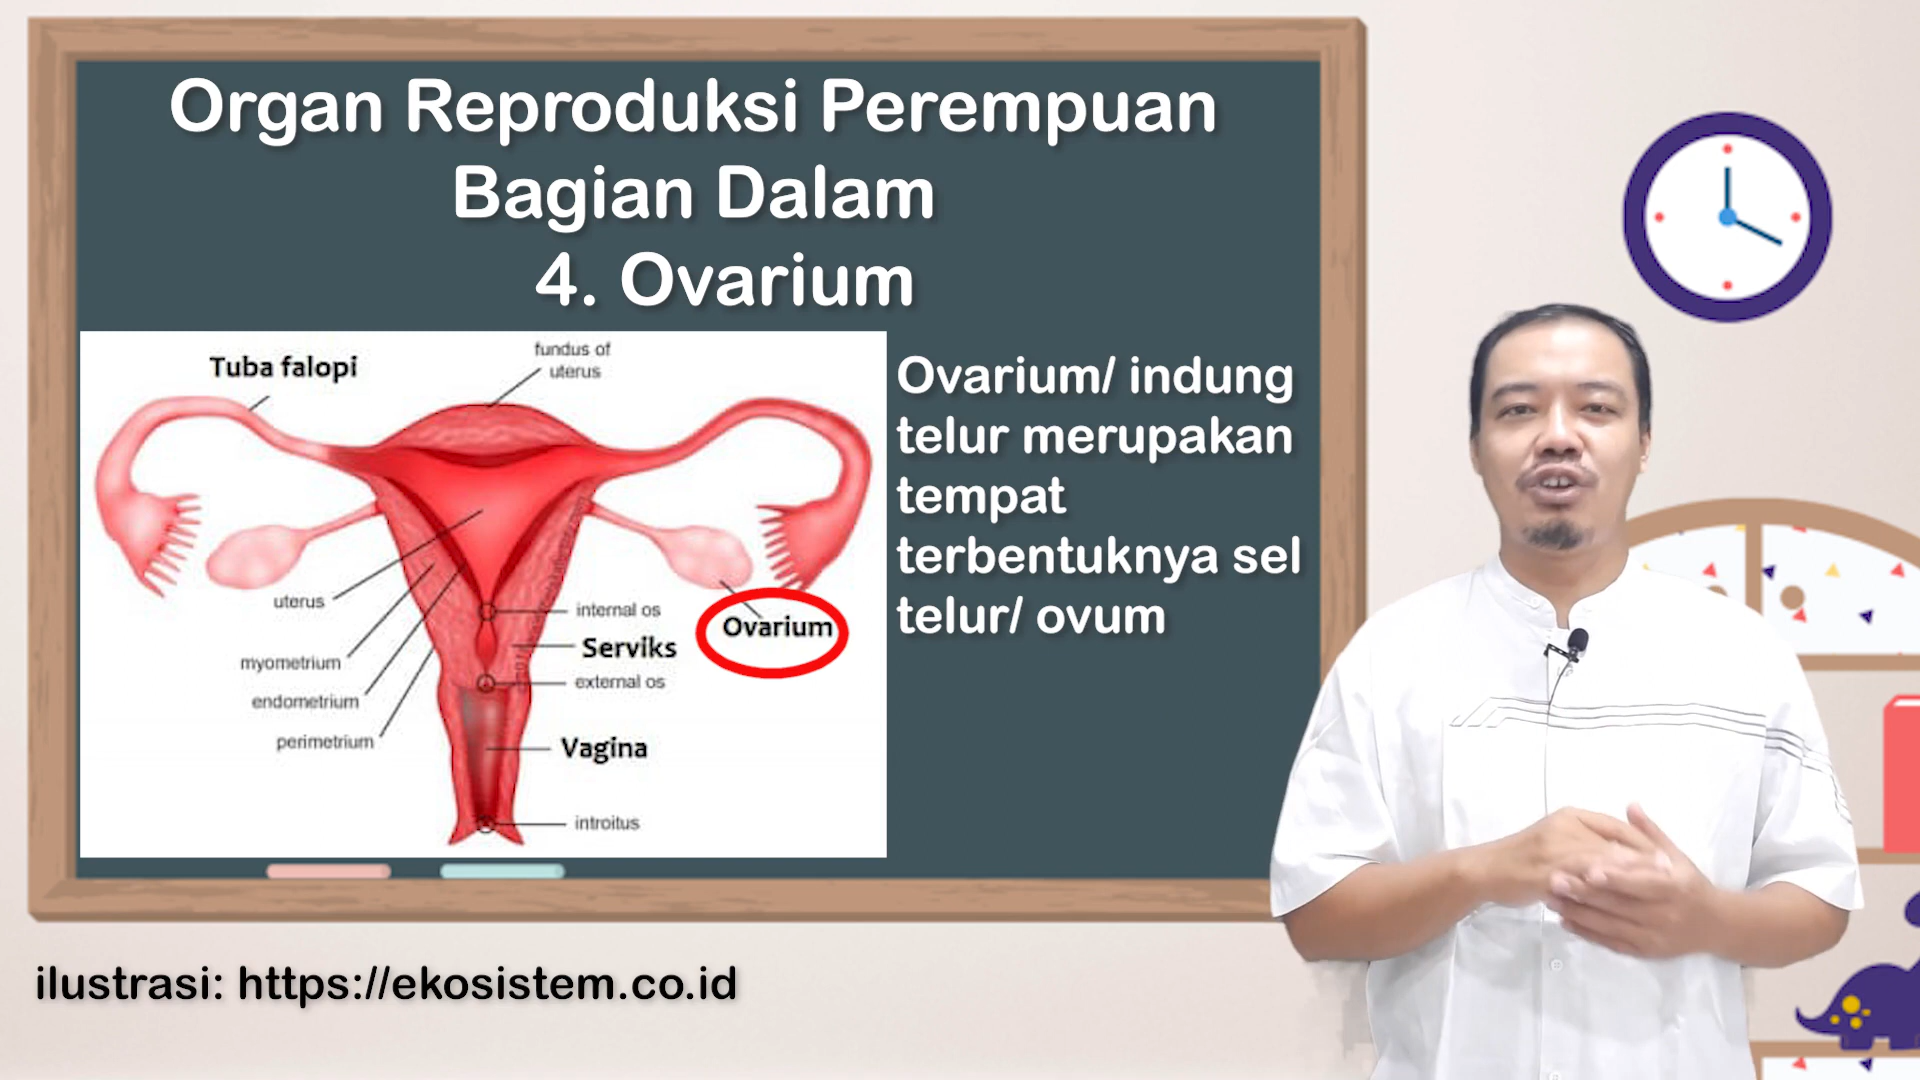 Organ Reproduksi Perempuan
Bagian Dalam
4. Ovarium
Tuba falopi
fundus of
uterus
uterus
myometrium
endometrium
perimetrium
internal os
Serviks
external os
Vagina
introitus
Ovarium
Ovarium/ indung
telur merupakan
tempat
terbentuknya sel
telur/ ovum
ilustrasi: https://ekosistem.co.id